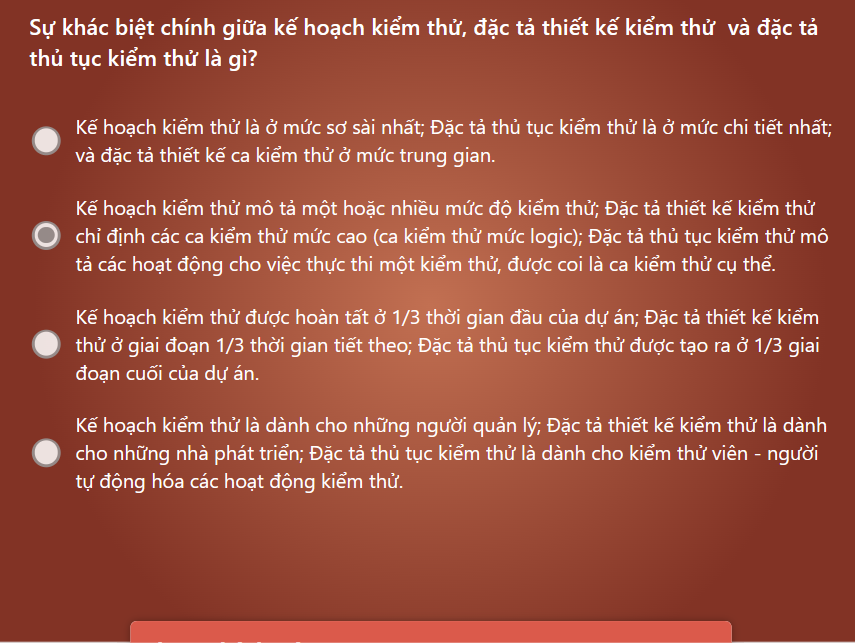 Sự khác biệt chính giữa kế hoạch kiểm thử, đặc tả thiết kế kiểm thử và đặc tả
thủ tục kiểm thử là gì?
Kế hoạch kiểm thử là ở mức sơ sài nhất; Đặc tả thủ tục kiểm thử là ở mức chi tiết nhất;
và đặc tả thiết kế ca kiểm thử ở mức trung gian.
Kế hoạch kiểm thử mô tả một hoặc nhiều mức độ kiểm thử; Đặc tả thiết kế kiểm thử
chỉ định các ca kiểm thử mức cao (ca kiểm thử mức logic); Đặc tả thủ tục kiểm thử mô
tả các hoạt động cho việc thực thi một kiểm thử, được coi là ca kiểm thử cụ thể.
Kế hoạch kiểm thử được hoàn tất ở 1/3 thời gian đầu của dự án; Đặc tả thiết kế kiểm
thử ở giai đoạn 1/3 thời gian tiết theo; Đặc tả thủ tục kiểm thử được tạo ra ở 1/3 giai
đoạn cuối của dự án.
Kế hoạch kiểm thử là dành cho những người quản lý; Đặc tả thiết kế kiểm thử là dành
cho những nhà phát triển; Đặc tả thủ tục kiểm thử là dành cho kiểm thử viên - người
tự động hóa các hoạt động kiểm thử.